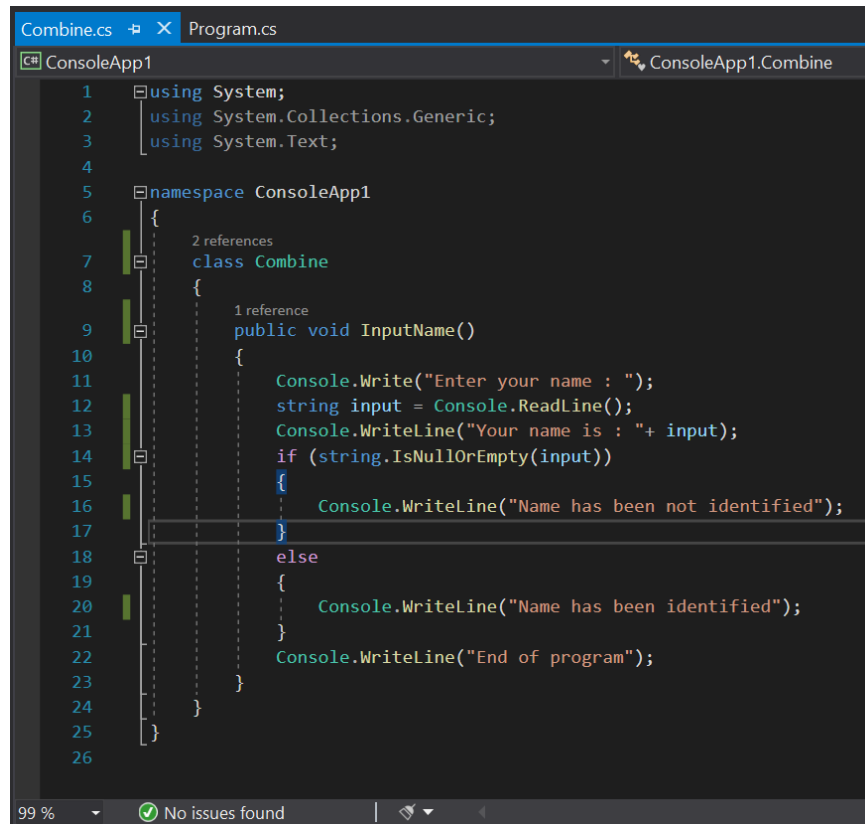 Combine.cs Program.cs
C# ConsoleApp1 ConsoleApp1.Combine
1 using System;
2 using System.Collections.Generic;
3 using System.Text;
4
5 namespace ConsoleApp1
6 {
2 references
7 class Combine
8 {
1 reference
9 public void InputName()
10 {
11 Console.Write("Enter your name : ");
12 string input = Console.ReadLine();
13 Console.WriteLine("Your name is : "+ input);
14 if (string.IsNullOrEmpty(input))
15 {
16 Console.WriteLine("Name has been not identified");
17 }
18 else
19 {
20 Console.WriteLine("Name has been identified");
21 }
22 Console.WriteLine("End of program");
23 }
24 }
25 }
26
99 % No issues found